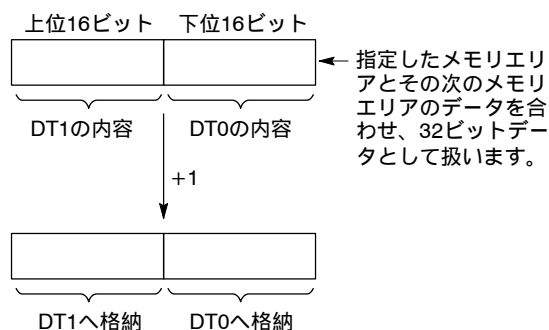 上位16ビット 下位16ビット
指定したメモリエリ
アとその次のメモリ
エリアのデータを合
わせ、32ビットデー
タとして扱います。
DT1の内容 DT0の内容
+1
DT1へ格納 DT0へ格納